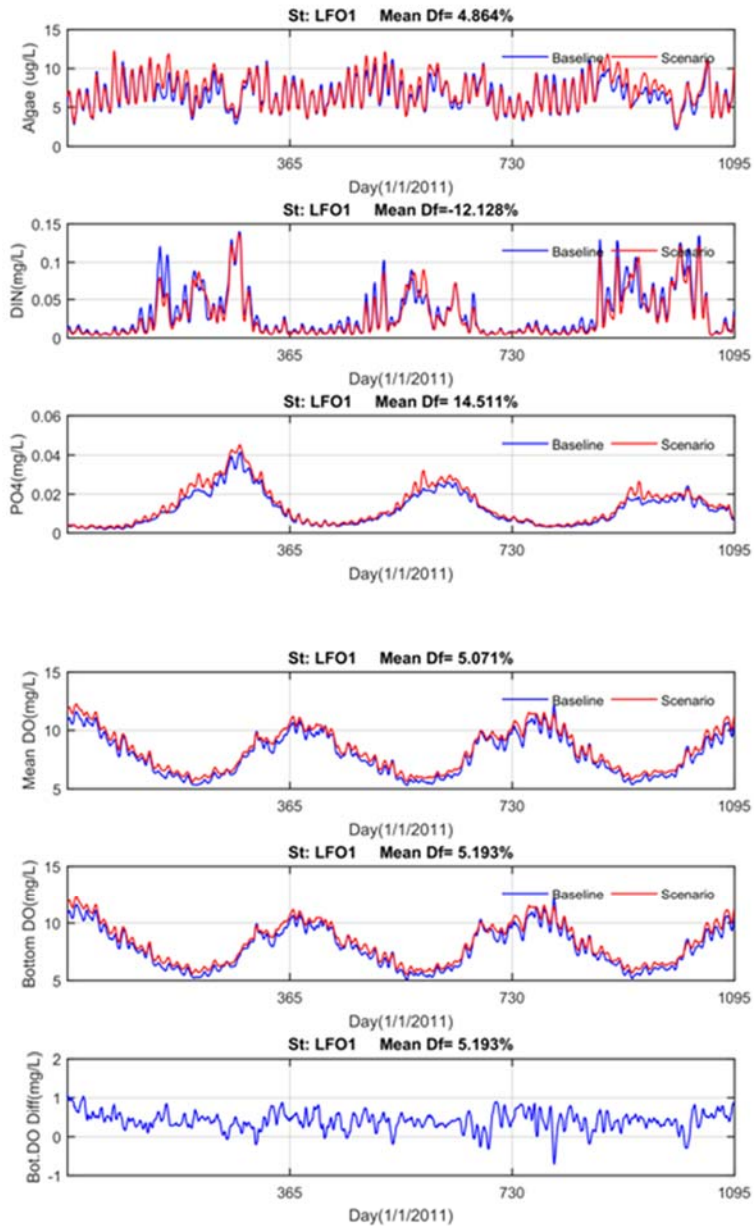 St: LFO1 Mean Df= 4.864%
15
10
5
0
Algae (ug/L)
Baseline Scenario
365 730 1095
Day(1/1/2011)
St: LFO1 Mean Df=-12.128%
0.15
0.1
0.05
0
DIN(mg/L)
Baseline Scenario
365 730 1095
Day(1/1/2011)
St: LFO1 Mean Df= 14.511%
0.06
0.04
0.02
0
PO4(mg/L)
Baseline Scenario
365 730 1095
Day(1/1/2011)
St: LFO1 Mean Df= 5.071%
15
10
5
Mean DO(mg/L)
Baseline Scenario
365 730 1095
Day(1/1/2011)
St: LFO1 Mean Df= 5.193%
15
10
5
Bottom DO(mg/L)
Baseline Scenario
365 730 1095
Day(1/1/2011)
St: LFO1 Mean Df= 5.193%
2
1
0
-1
Bot.DO Diff(mg/L)
365 730 1095
Day(1/1/2011)